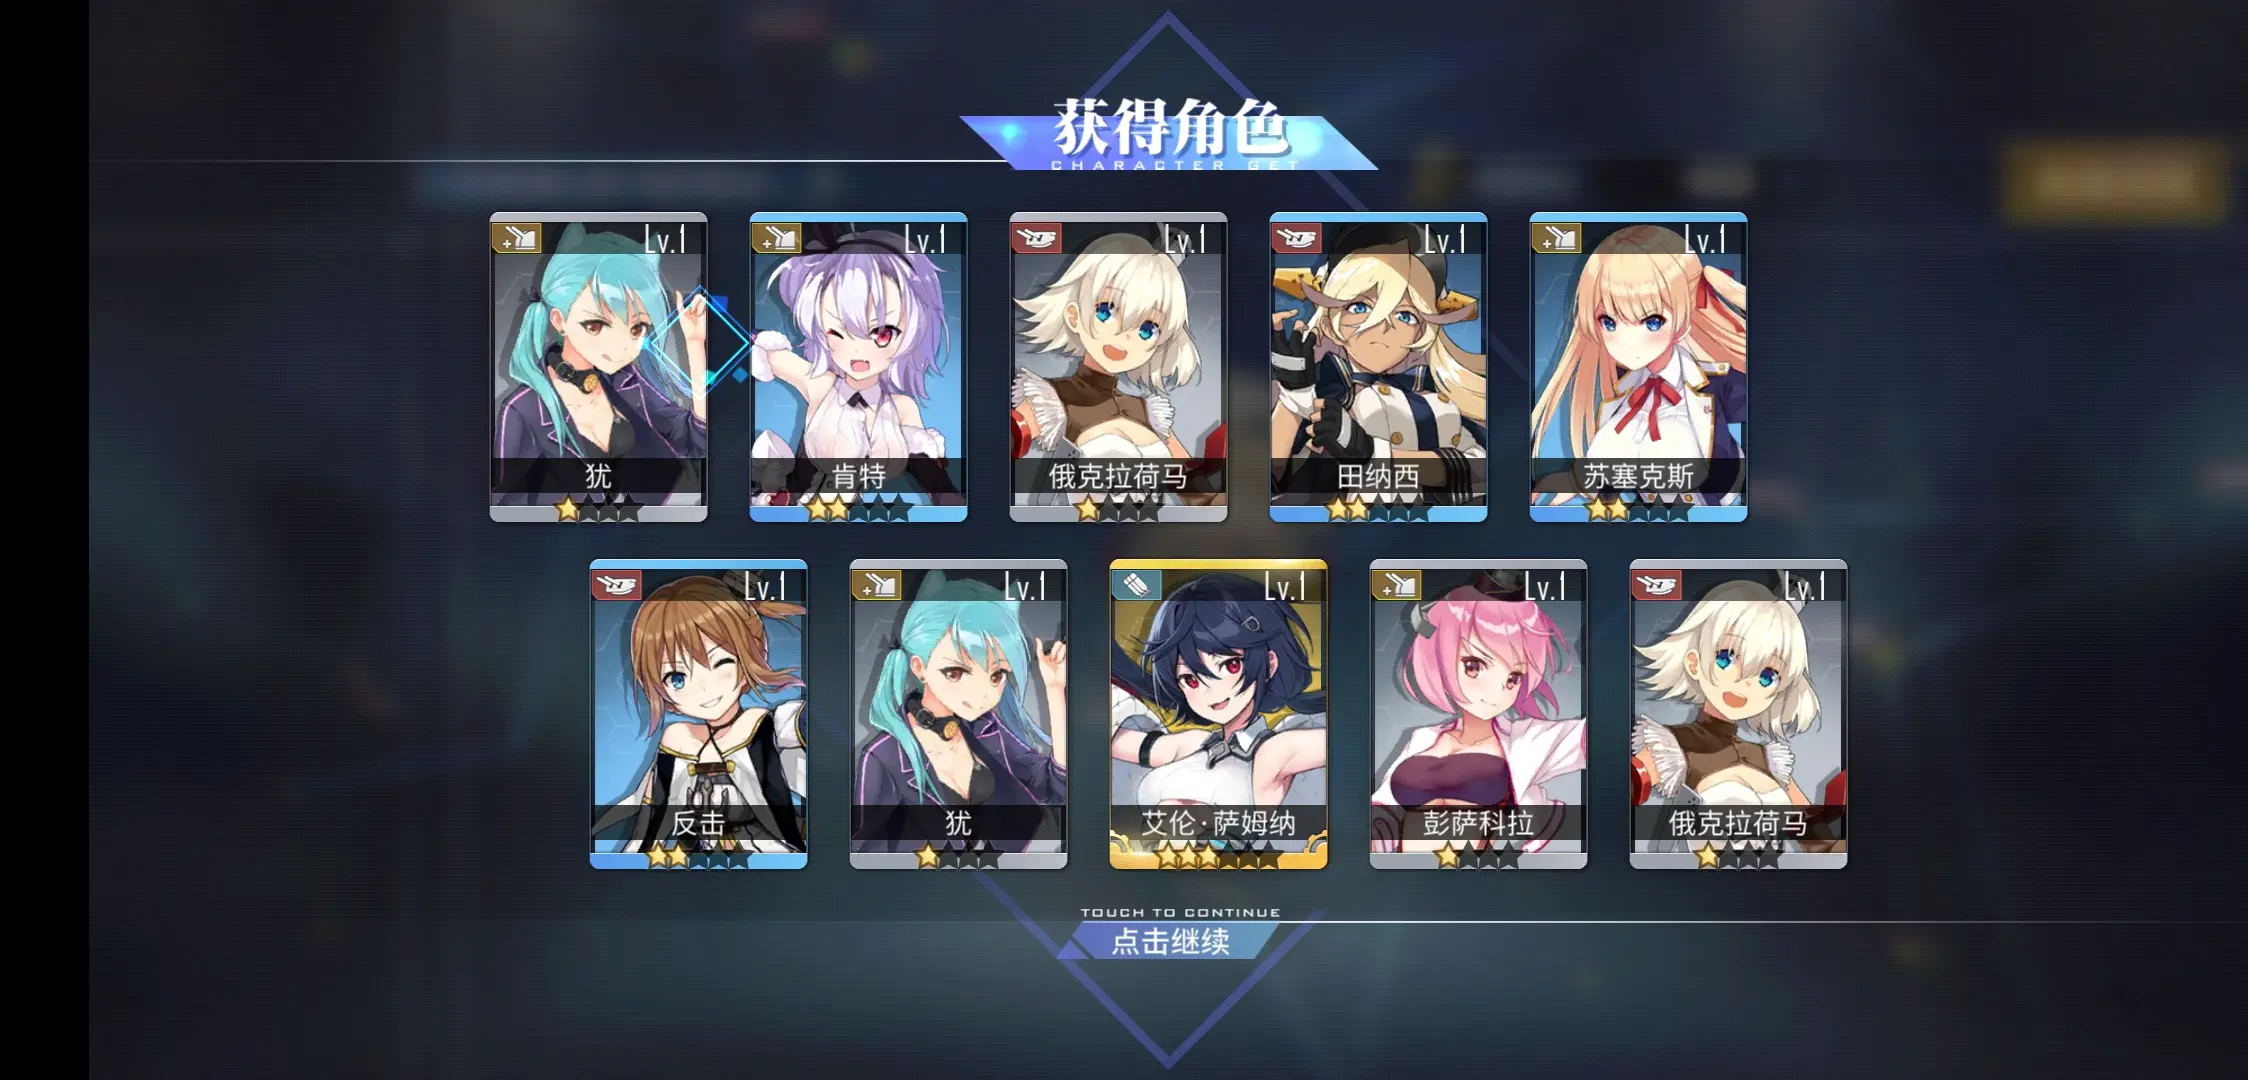 获得角色
CHARACTER GET
Lv.1
Lv.1
Lv.1
Lv.1
Lv.1
犹
肯特
俄克拉荷马
田纳西
苏塞克斯
Lv.1
Lv.1
Lv.1
Lv.1
Lv.1
反击
犹
艾伦·萨姆纳
彭萨科拉
俄克拉荷马
TOUCH TO CONTINUE
点击继续